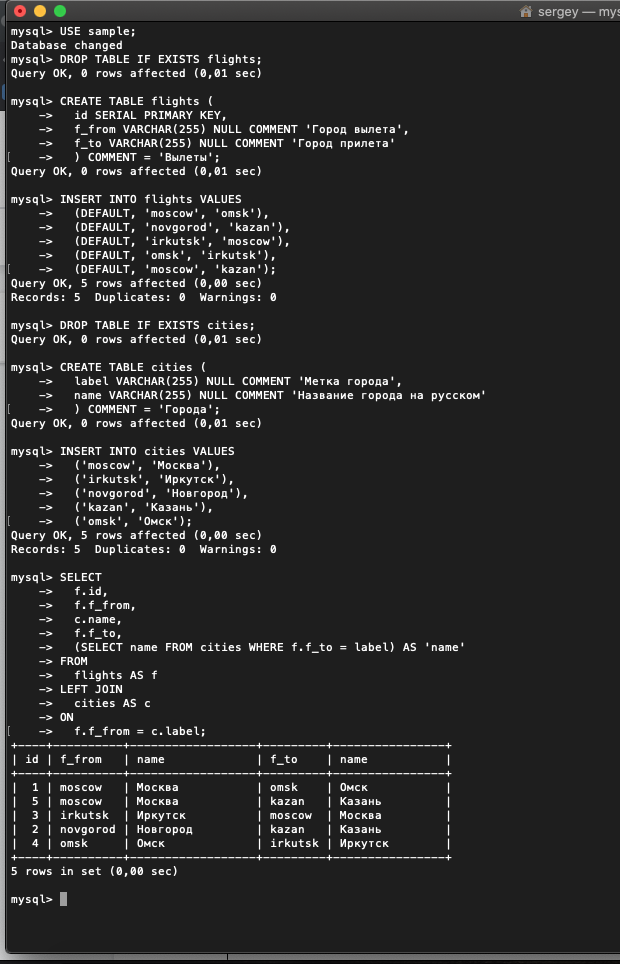 sergey — mys
mysql> USE sample;
Database changed
mysql> DROP TABLE IF EXISTS flights;
Query OK, 0 rows affected (0,01 sec)

mysql> CREATE TABLE flights (
    ->   id SERIAL PRIMARY KEY,
    ->   f_from VARCHAR(255) NULL COMMENT 'Город вылета',
    ->   f_to VARCHAR(255) NULL COMMENT 'Город прилета'
[   ->   ) COMMENT = 'Вылеты';
Query OK, 0 rows affected (0,01 sec)

mysql> INSERT INTO flights VALUES
    ->   (DEFAULT, 'moscow', 'omsk'),
    ->   (DEFAULT, 'novgorod', 'kazan'),
    ->   (DEFAULT, 'irkutsk', 'moscow'),
    ->   (DEFAULT, 'omsk', 'irkutsk'),
[   ->   (DEFAULT, 'moscow', 'kazan');
Query OK, 5 rows affected (0,00 sec)
Records: 5  Duplicates: 0  Warnings: 0

mysql> DROP TABLE IF EXISTS cities;
Query OK, 0 rows affected (0,01 sec)

mysql> CREATE TABLE cities (
    ->   label VARCHAR(255) NULL COMMENT 'Метка города',
    ->   name VARCHAR(255) NULL COMMENT 'Название города на русском'
[   ->   ) COMMENT = 'Города';
Query OK, 0 rows affected (0,01 sec)

mysql> INSERT INTO cities VALUES
    ->   ('moscow', 'Москва'),
    ->   ('irkutsk', 'Иркутск'),
    ->   ('novgorod', 'Новгород'),
    ->   ('kazan', 'Казань'),
[   ->   ('omsk', 'Омск');
Query OK, 5 rows affected (0,00 sec)
Records: 5  Duplicates: 0  Warnings: 0

mysql> SELECT
    ->   f.id,
    ->   f.f_from,
    ->   c.name,
    ->   f.f_to,
    ->   (SELECT name FROM cities WHERE f.f_to = label) AS 'name'
    -> FROM
    ->   flights AS f
    -> LEFT JOIN
    ->   cities AS c
    -> ON
[   ->   f.f_from = c.label;
+----+----------+------------------+---------+----------------+
| id | f_from   | name             | f_to    | name           |
+----+----------+------------------+---------+----------------+
|  1 | moscow   | Москва           | omsk    | Омск           |
|  5 | moscow   | Москва           | kazan   | Казань         |
|  3 | irkutsk  | Иркутск          | moscow  | Москва         |
|  2 | novgorod | Новгород         | kazan   | Казань         |
|  4 | omsk     | Омск             | irkutsk | Иркутск        |
+----+----------+------------------+---------+----------------+
5 rows in set (0,00 sec)

mysql>